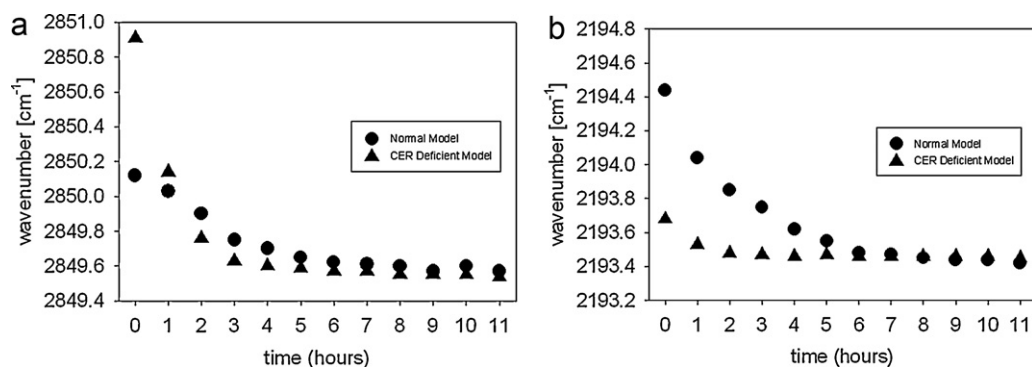 a
wavenumber [cm⁻¹]
2851.0
2850.8
2850.6
2850.4
2850.2
2850.0
2849.8
2849.6
2849.4
Normal Model
CER Deficient Model
0 1 2 3 4 5 6 7 8 9 10 11
time (hours)
b
wavenumber [cm⁻¹]
2194.8
2194.6
2194.4
2194.2
2194.0
2193.8
2193.6
2193.4
2193.2
Normal Model
CER Deficient Model
0 1 2 3 4 5 6 7 8 9 10 11
time (hours)